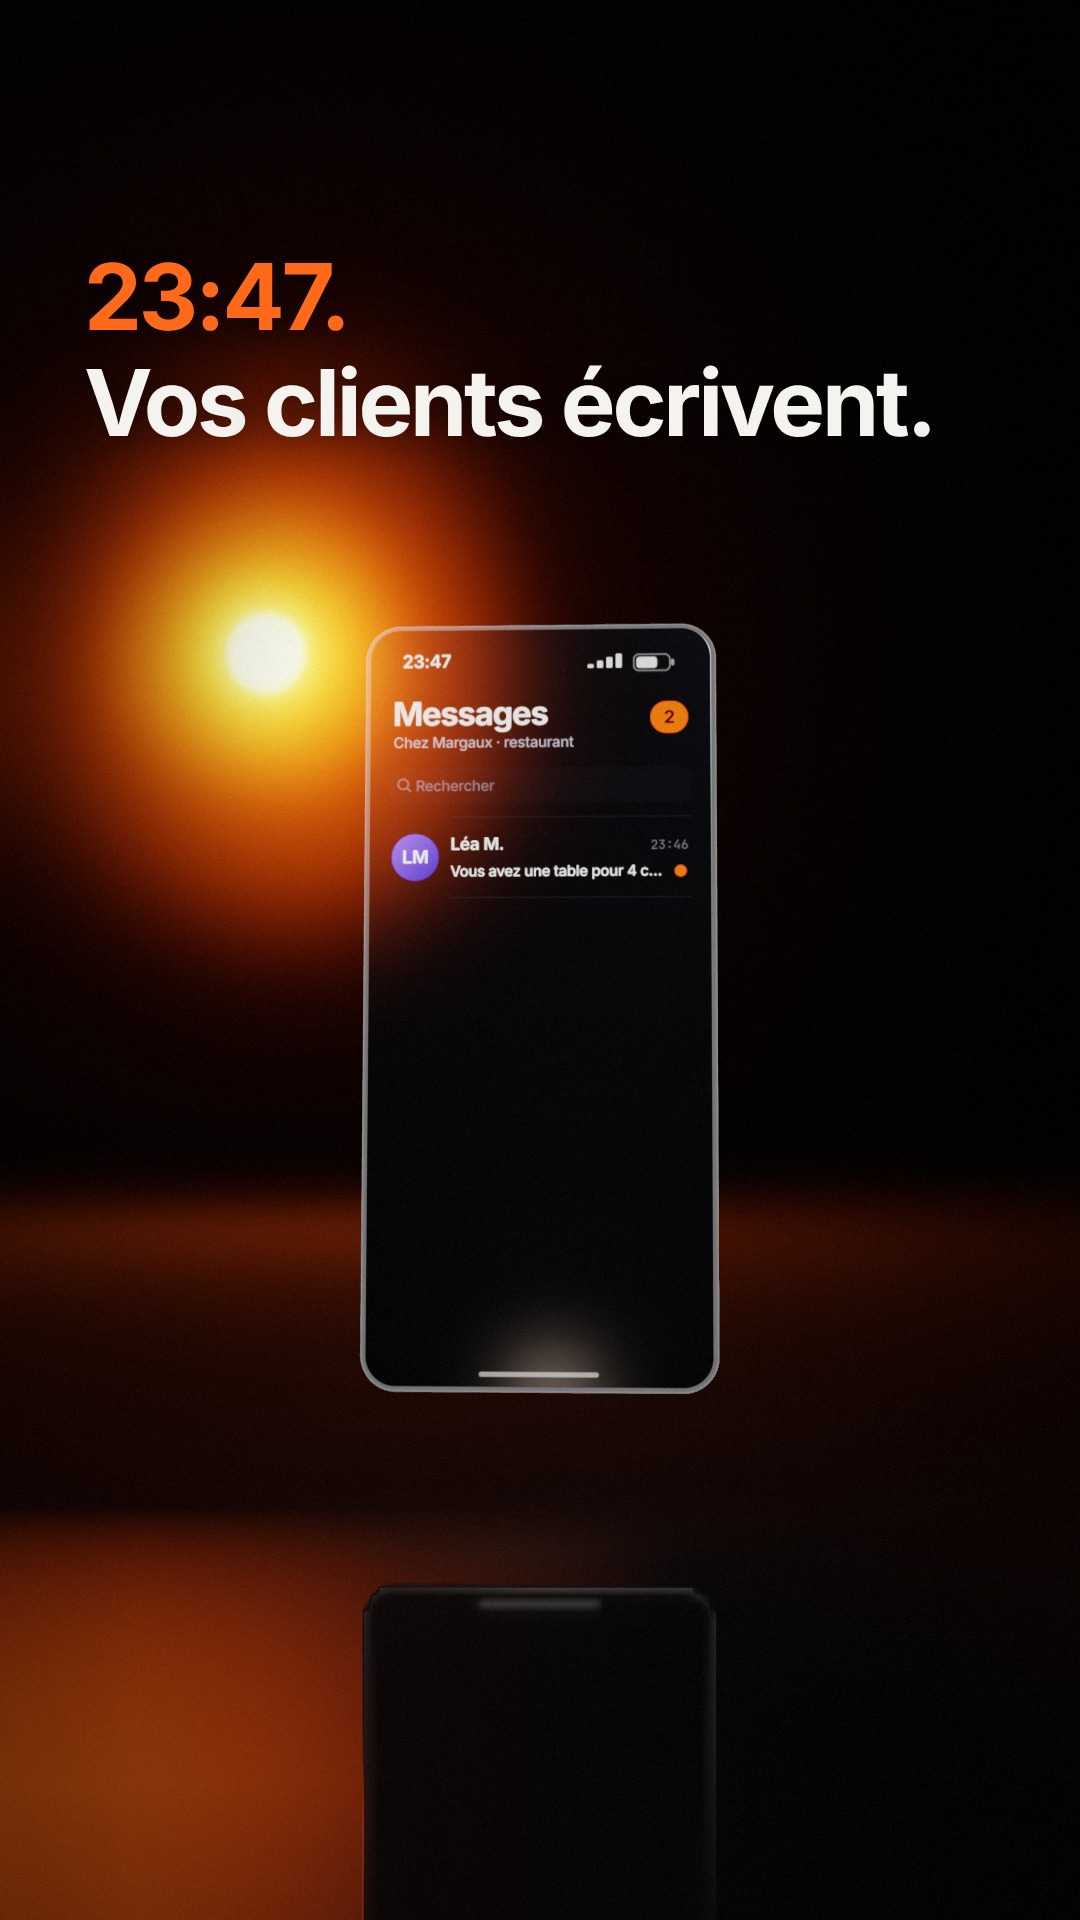 23:47.
Vos clients écrivent.
23:47
Messages
2
Chez Margaux · restaurant
Rechercher
LM
Léa M.
23:46
Vous avez une table pour 4 c...